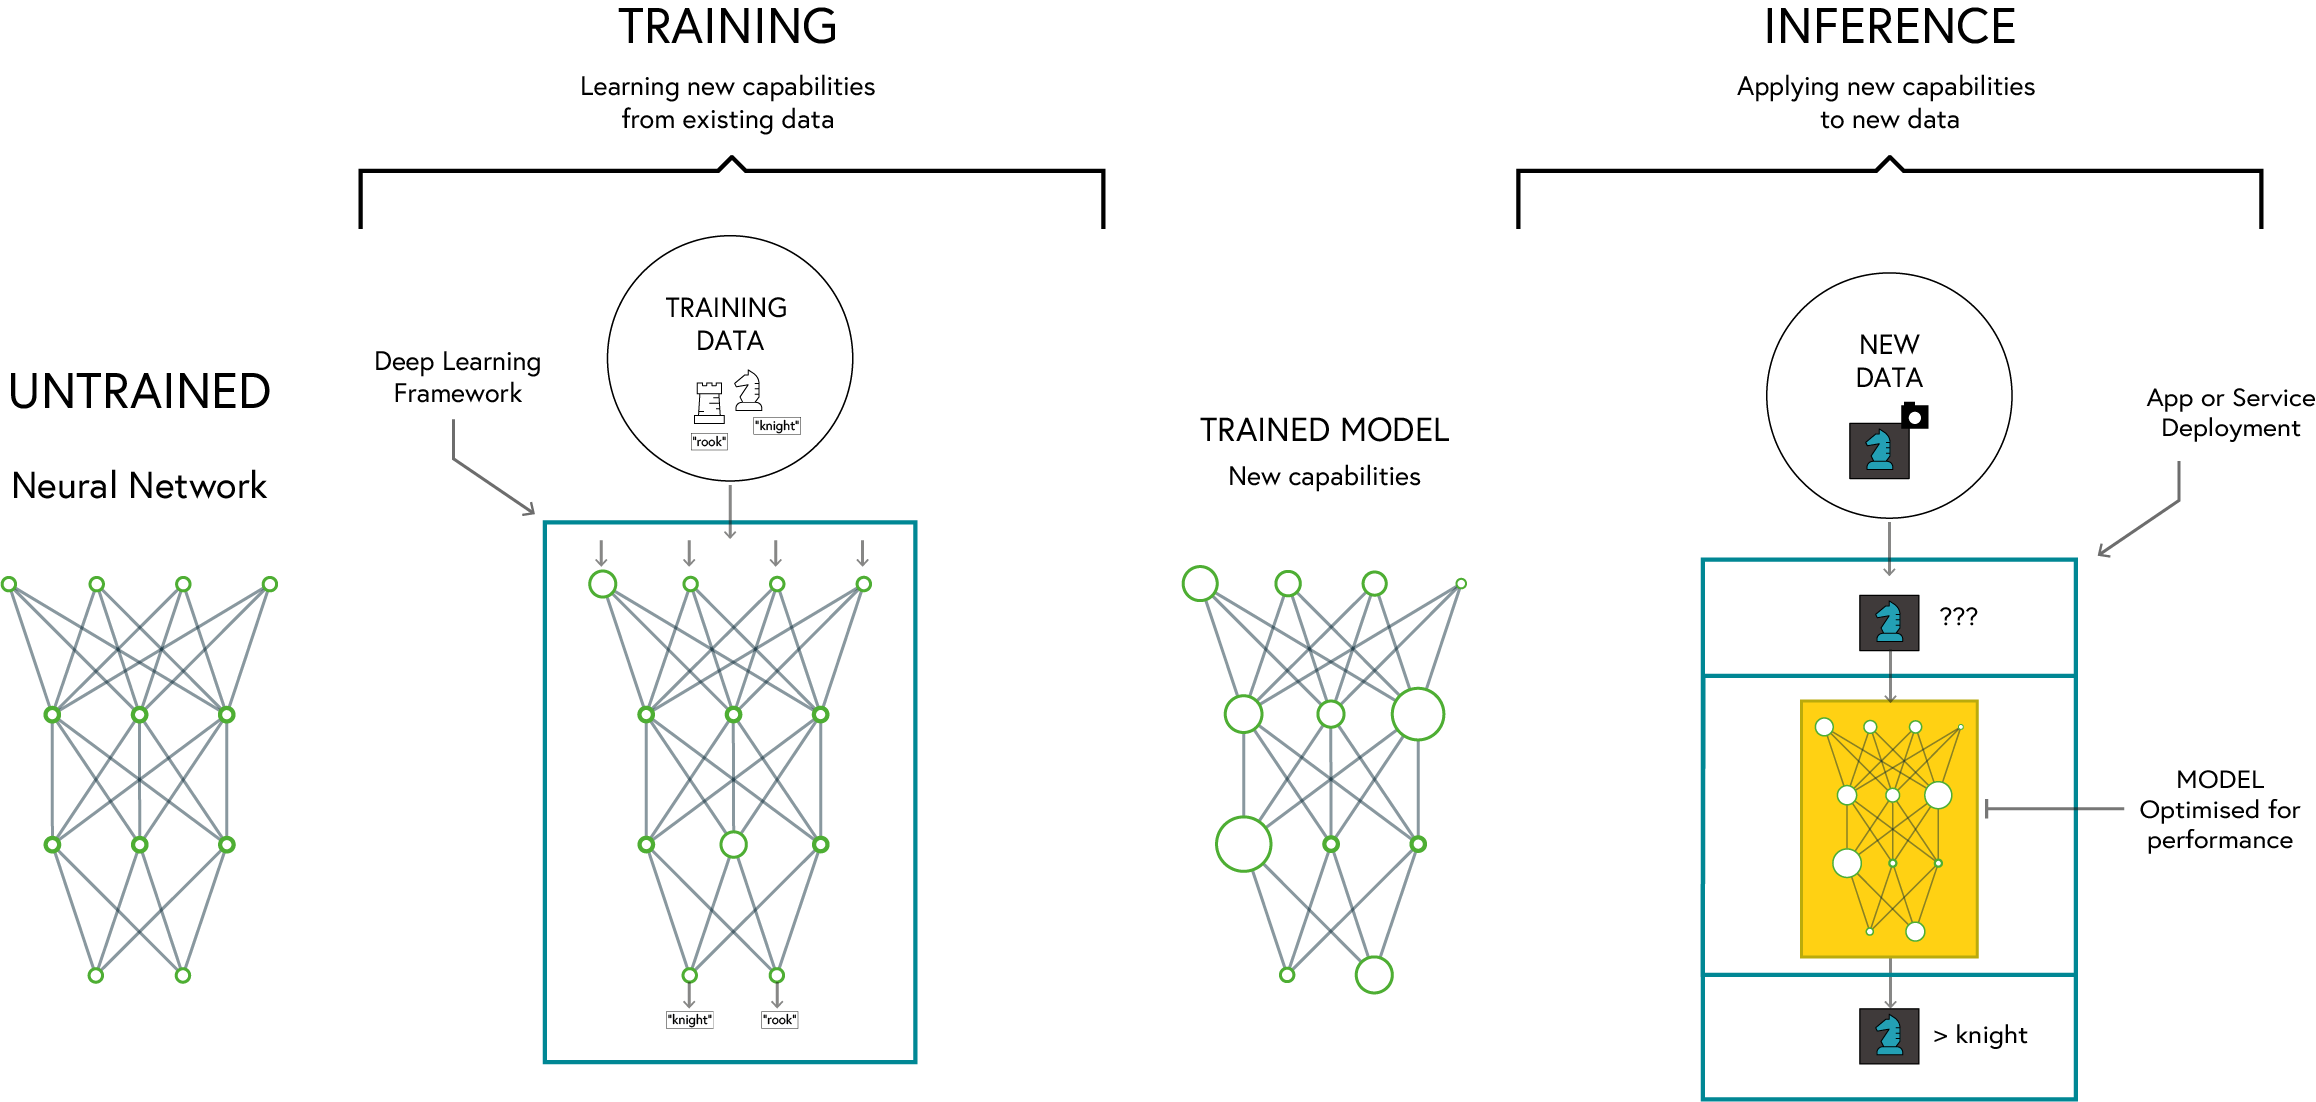 TRAINING
Learning new capabilities
from existing data
INFERENCE
Applying new capabilities
to new data
UNTRAINED
Neural Network
Deep Learning
Framework
TRAINING
DATA
"rook"
"knight"
"knight"
"rook"
TRAINED MODEL
New capabilities
NEW
DATA
App or Service
Deployment
???
MODEL
Optimised for
performance
> knight